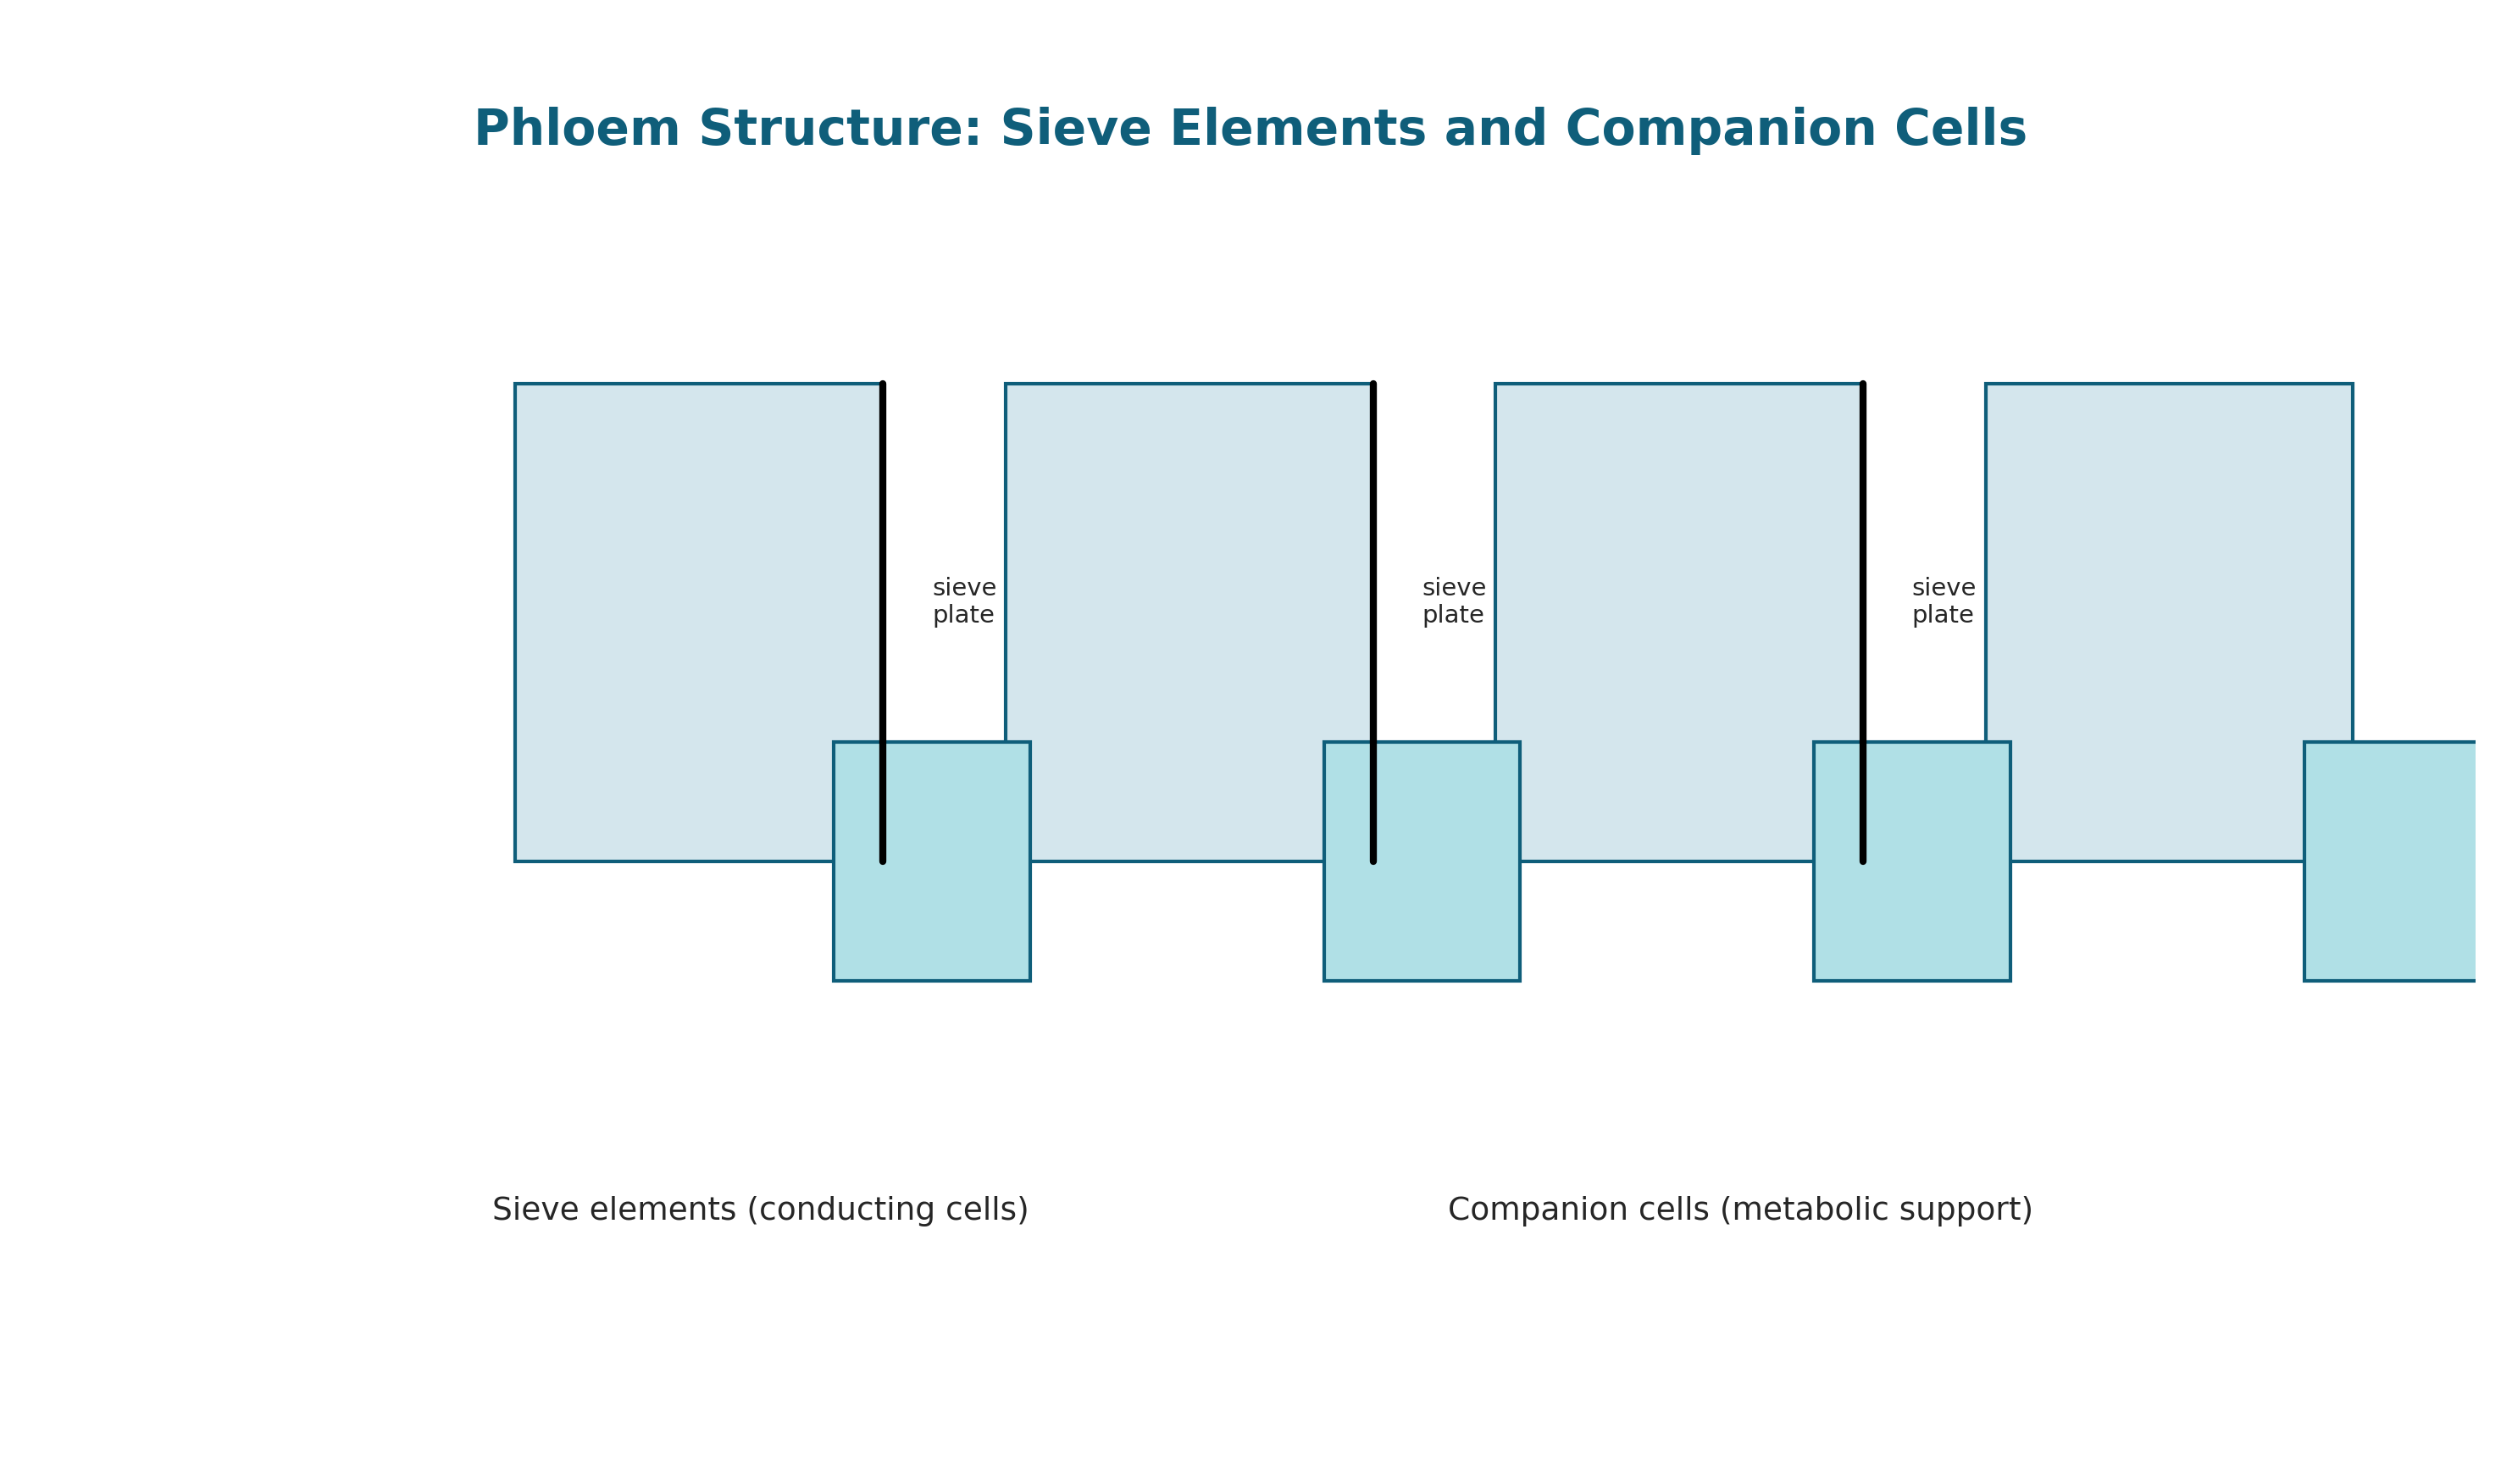 Phloem Structure: Sieve Elements and Companion Cells
sieve
plate
sieve
plate
sieve
plate
Sieve elements (conducting cells)
Companion cells (metabolic support)